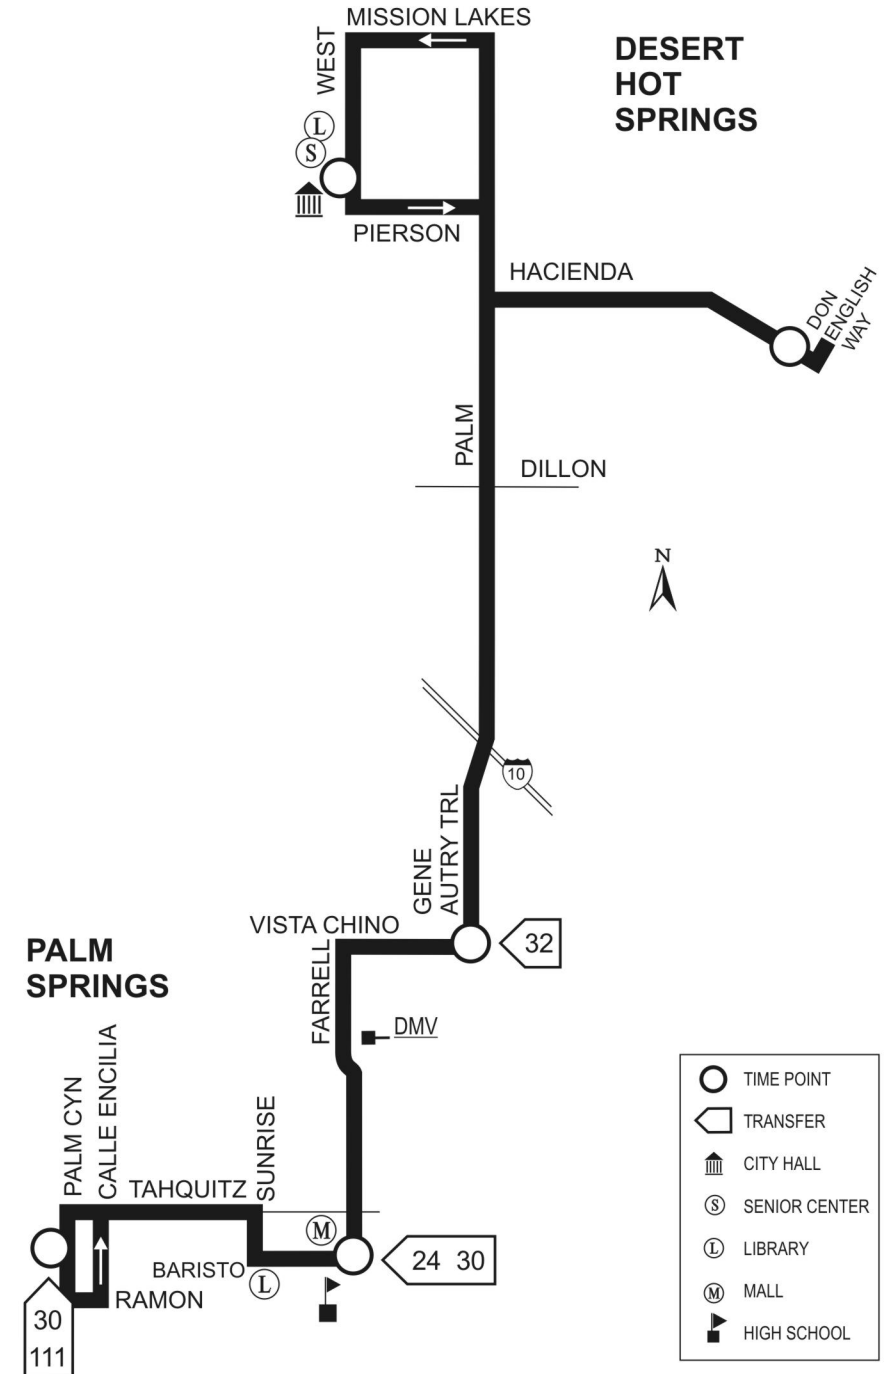 MISSION LAKES
WEST
DESERT
HOT
SPRINGS
L
S
PIERSON
HACIENDA
DON
ENGLISH
WAY
PALM
DILLON
N
10
GENE
AUTRY TRL
VISTA CHINO
32
PALM
SPRINGS
FARRELL
DMV
PALM CYN
CALLE ENCILIA
TAHQUITZ
SUNRISE
M
24 30
BARISTO
L
RAMON
30
111
TIME POINT
TRANSFER
CITY HALL
S SENIOR CENTER
L LIBRARY
M MALL
HIGH SCHOOL